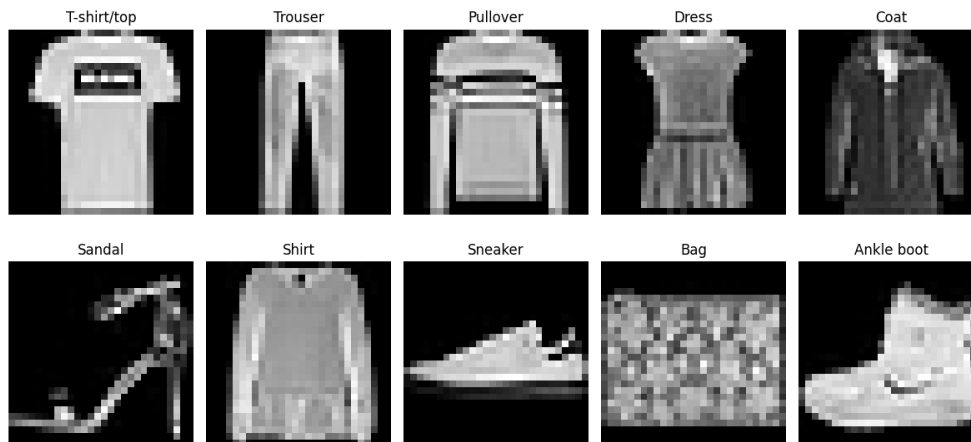 T-shirt/top
Trouser
Pullover
Dress
Coat
Sandal
Shirt
Sneaker
Bag
Ankle boot